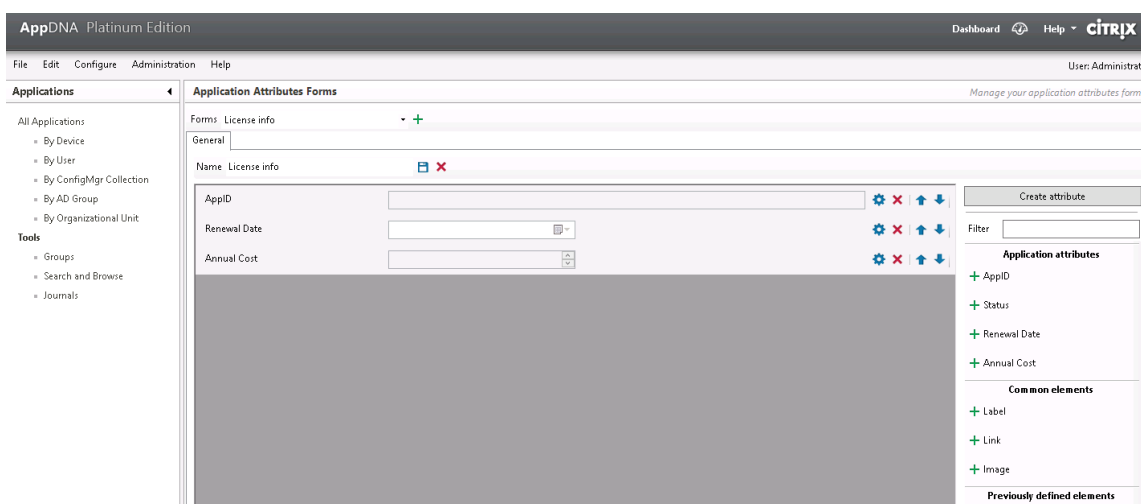 AppDNA Platinum Edition
Dashboard Help CİTRIX
File Edit Configure Administration Help
User: Administrat
Applications
Application Attributes Forms
Manage your application attributes form
All Applications
By Device
By User
By ConfigMgr Collection
By AD Group
By Organizational Unit
Tools
Groups
Search and Browse
Journals
Forms License info
General
Name License info
AppID
Renewal Date
Annual Cost
Create attribute
Filter
Application attributes
AppID
Status
Renewal Date
Annual Cost
Common elements
Label
Link
Image
Previously defined elements